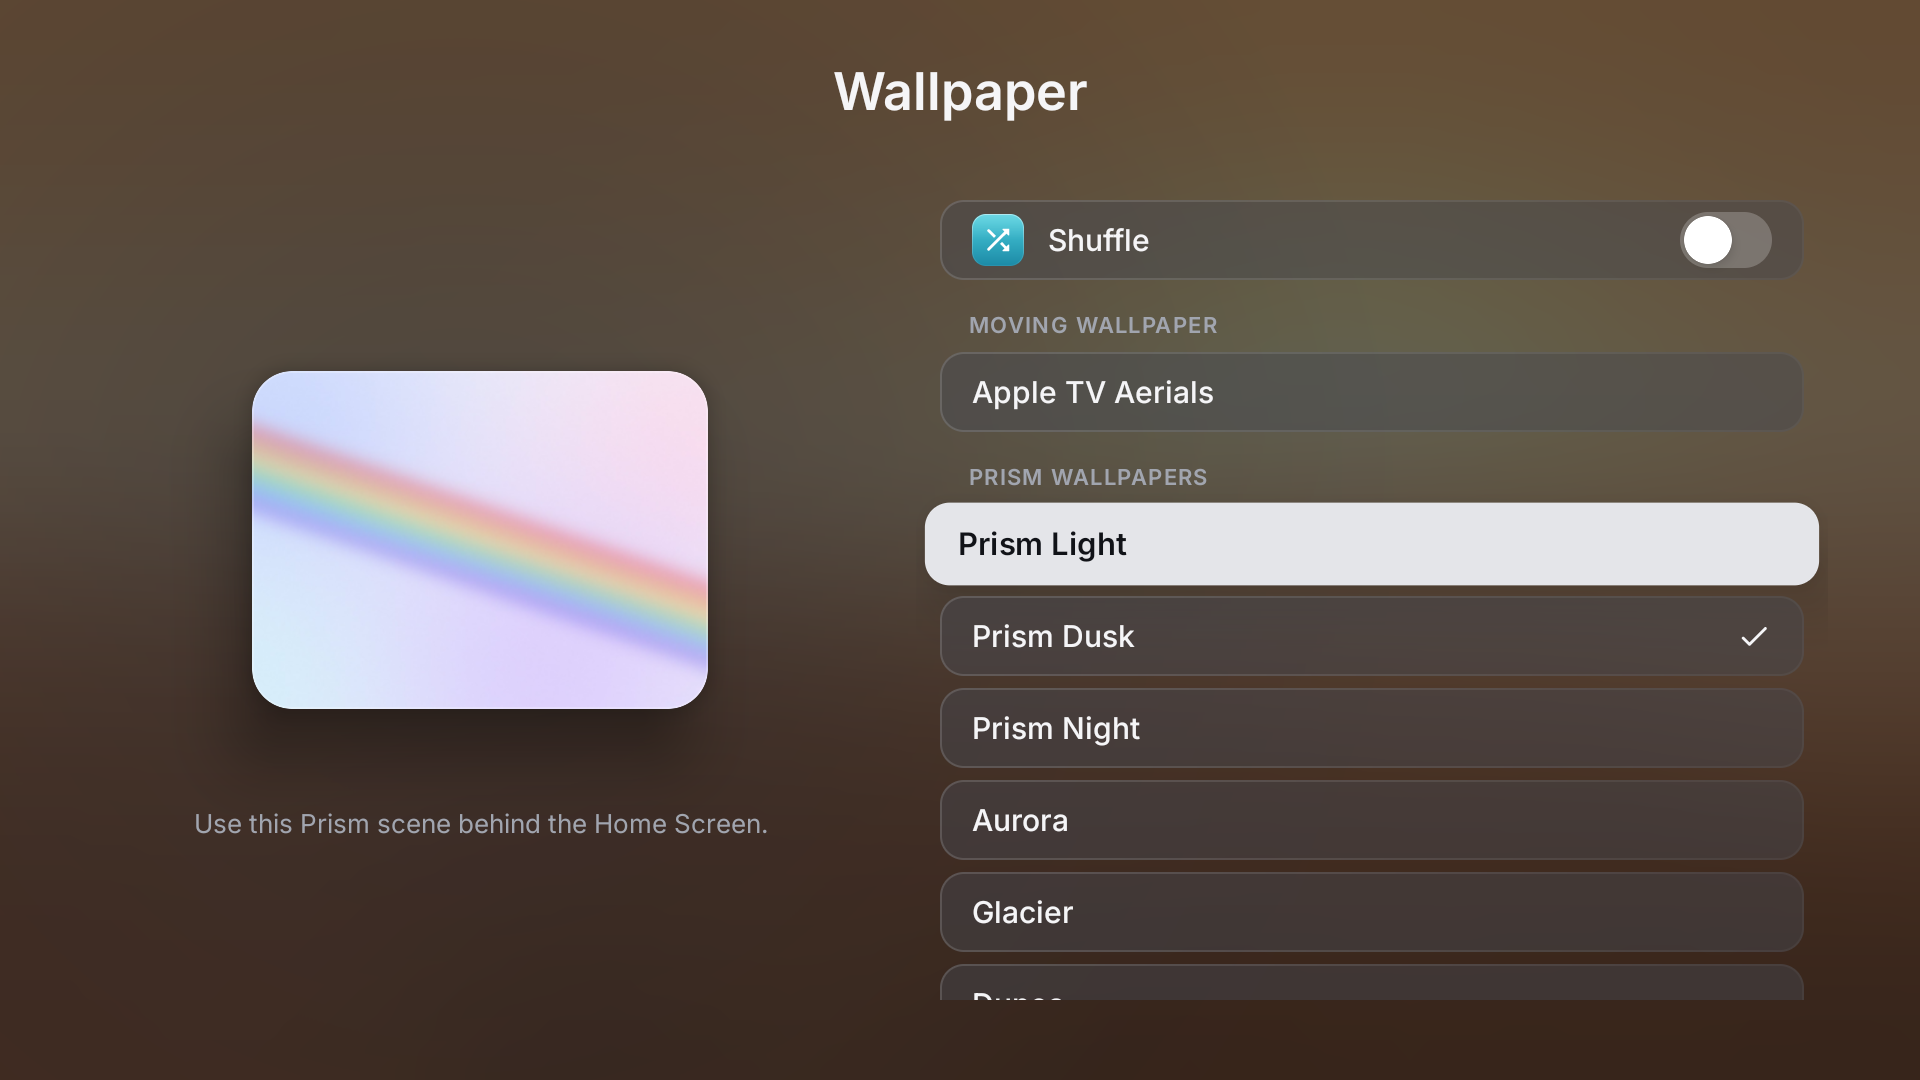 Wallpaper
Shuffle
MOVING WALLPAPER
Apple TV Aerials
PRISM WALLPAPERS
Prism Light
Prism Dusk
Prism Night
Aurora
Glacier
Use this Prism scene behind the Home Screen.